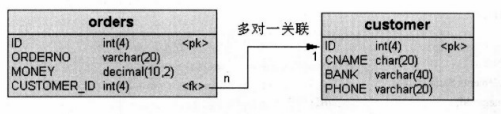 orders
ID int(4) <pk>
ORDERNO varchar(20)
MONEY decimal(10,2)
CUSTOMER_ID int(4) <fk>
多对一关联
n
1
customer
ID int(4) <pk>
CNAME char(20)
BANK varchar(40)
PHONE varchar(20)